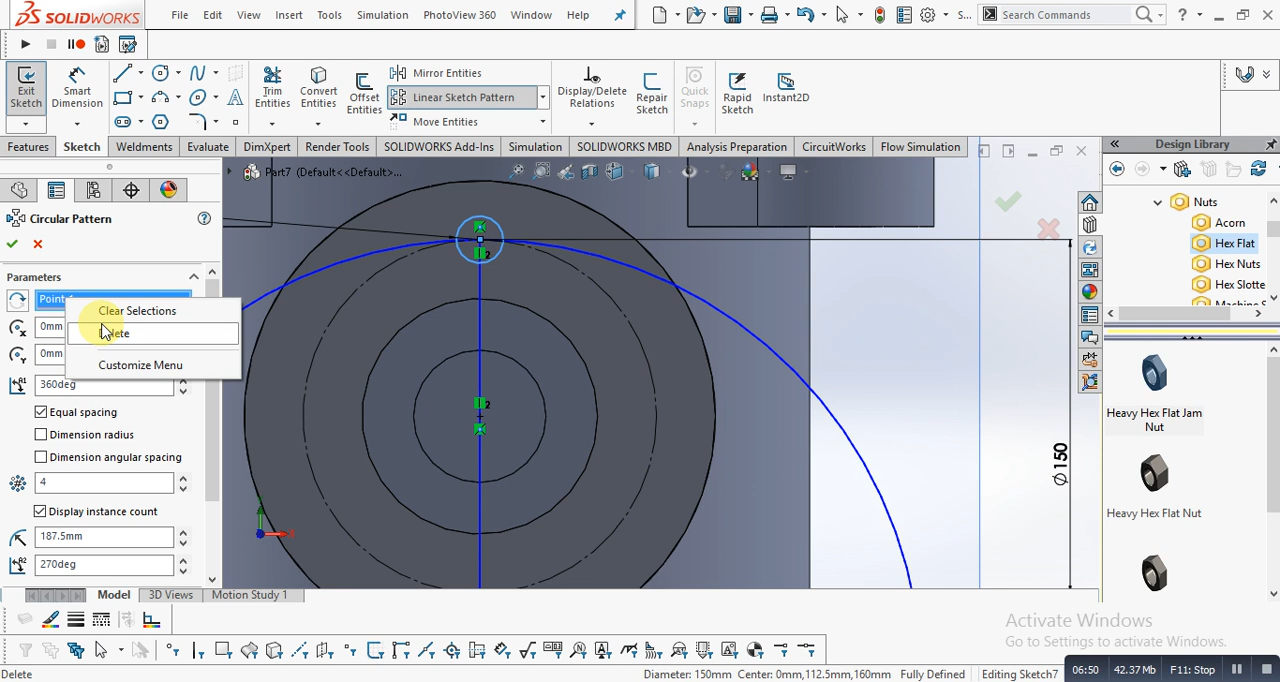 SOLIDWORKS
File Edit View Insert Tools Simulation PhotoView 360 Window Help
S...
Search Commands
Exit Sketch
Smart Dimension
Trim Entities
Convert Entities
Offset Entities
Mirror Entities
Linear Sketch Pattern
Move Entities
Display/Delete Relations
Repair Sketch
Quick Snaps
Rapid Sketch
Instant2D
Features Sketch Weldments Evaluate DimXpert Render Tools SOLIDWORKS Add-Ins Simulation SOLIDWORKS MBD Analysis Preparation CircuitWorks Flow Simulation
Design Library
Part7 (Default<<Default>...
Circular Pattern
Parameters
0mm
0mm
360deg
Equal spacing
Dimension radius
Dimension angular spacing
4
Display instance count
187.5mm
270deg
Clear Selections
Customize Menu
Ø150
Nuts
Acorn
Hex Flat
Hex Nuts
Hex Slotte
Heavy Hex Flat Jam Nut
Heavy Hex Flat Nut
Model 3D Views Motion Study 1
Activate Windows
Go to Settings to activate Windows.
Delete
Diameter: 150mm Center: 0mm,112.5mm,160mm Fully Defined Editing Sketch7
06:50 42.37 Mb F11: Stop